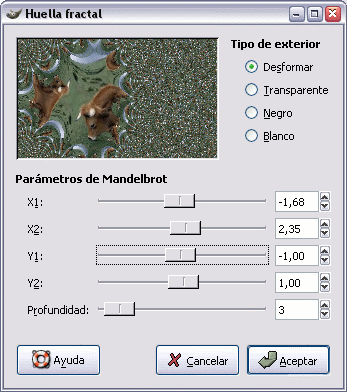 Huella fractal
Tipo de exterior
Desformar
Transparente
Negro
Blanco
Parámetros de Mandelbrot
X1: -1,68
X2: 2,35
Y1: -1,00
Y2: 1,00
Profundidad: 3
Ayuda Cancelar Aceptar